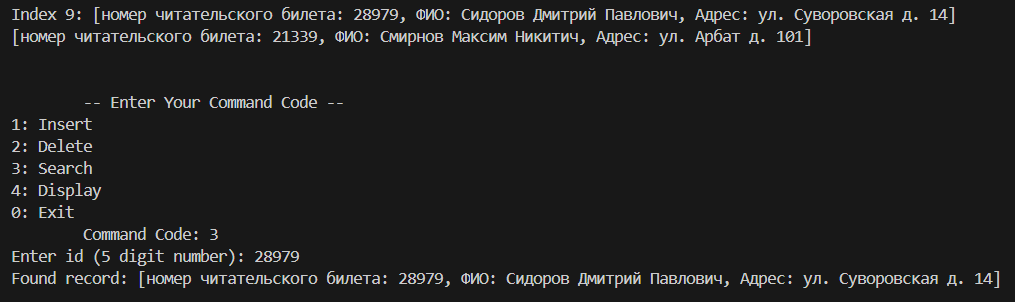 Index 9: [номер читательского билета: 28979, ФИО: Сидоров Дмитрий Павлович, Адрес: ул. Суворовская д. 14]
[номер читательского билета: 21339, ФИО: Смирнов Максим Никитич, Адрес: ул. Арбат д. 101]
-- Enter Your Command Code --
1: Insert
2: Delete
3: Search
4: Display
0: Exit
Command Code: 3
Enter id (5 digit number): 28979
Found record: [номер читательского билета: 28979, ФИО: Сидоров Дмитрий Павлович, Адрес: ул. Суворовская д. 14]